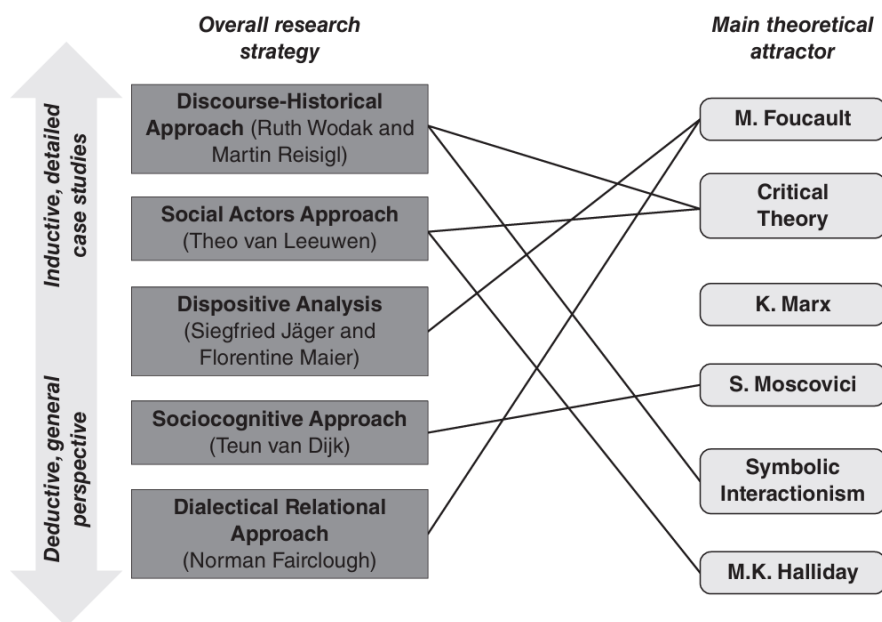 Overall research
strategy
Main theoretical
attractor
Inductive, detailed
case studies
Deductive, general
perspective
Discourse-Historical
Approach (Ruth Wodak and
Martin Reisigl)
Social Actors Approach
(Theo van Leeuwen)
Dispositive Analysis
(Siegfried Jäger and
Florentine Maier)
Sociocognitive Approach
(Teun van Dijk)
Dialectical Relational
Approach
(Norman Fairclough)
M. Foucault
Critical
Theory
K. Marx
S. Moscovici
Symbolic
Interactionism
M.K. Halliday